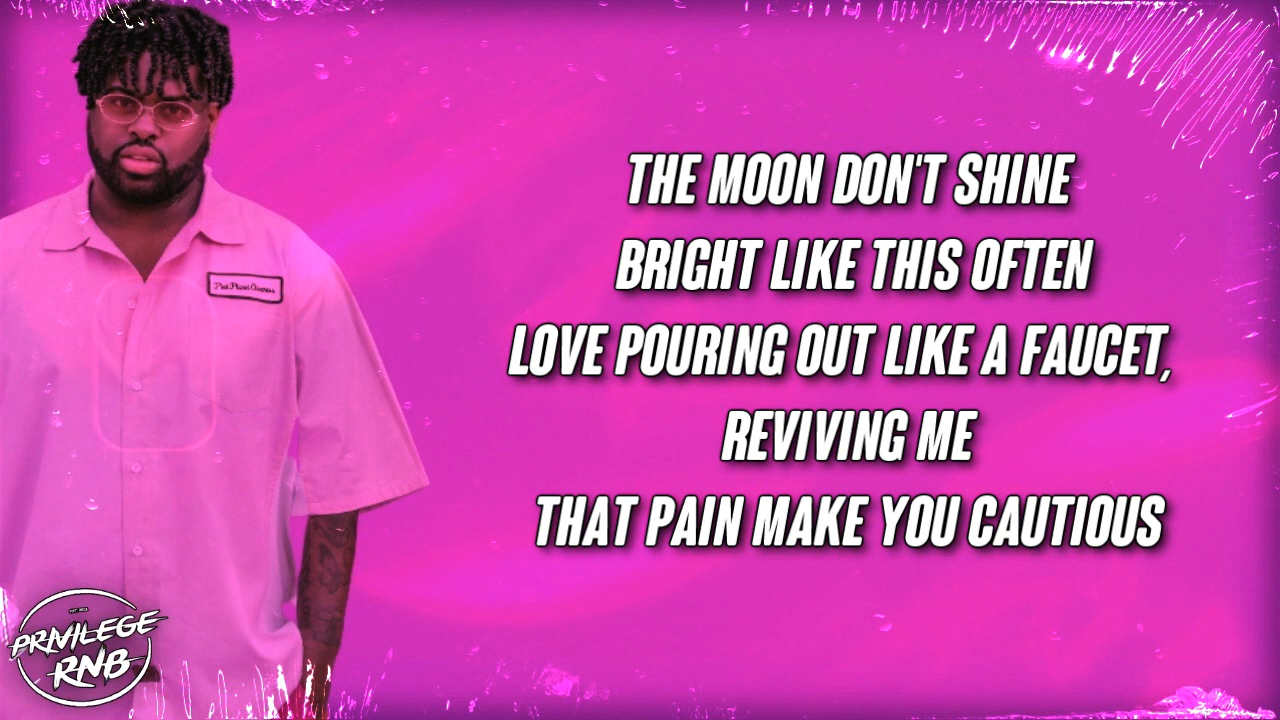 THE MOON DON'T SHINE
BRIGHT LIKE THIS OFTEN
LOVE POURING OUT LIKE A FAUCET,
REVIVING ME
THAT PAIN MAKE YOU CAUTIOUS
PRIVILEGE
RNB